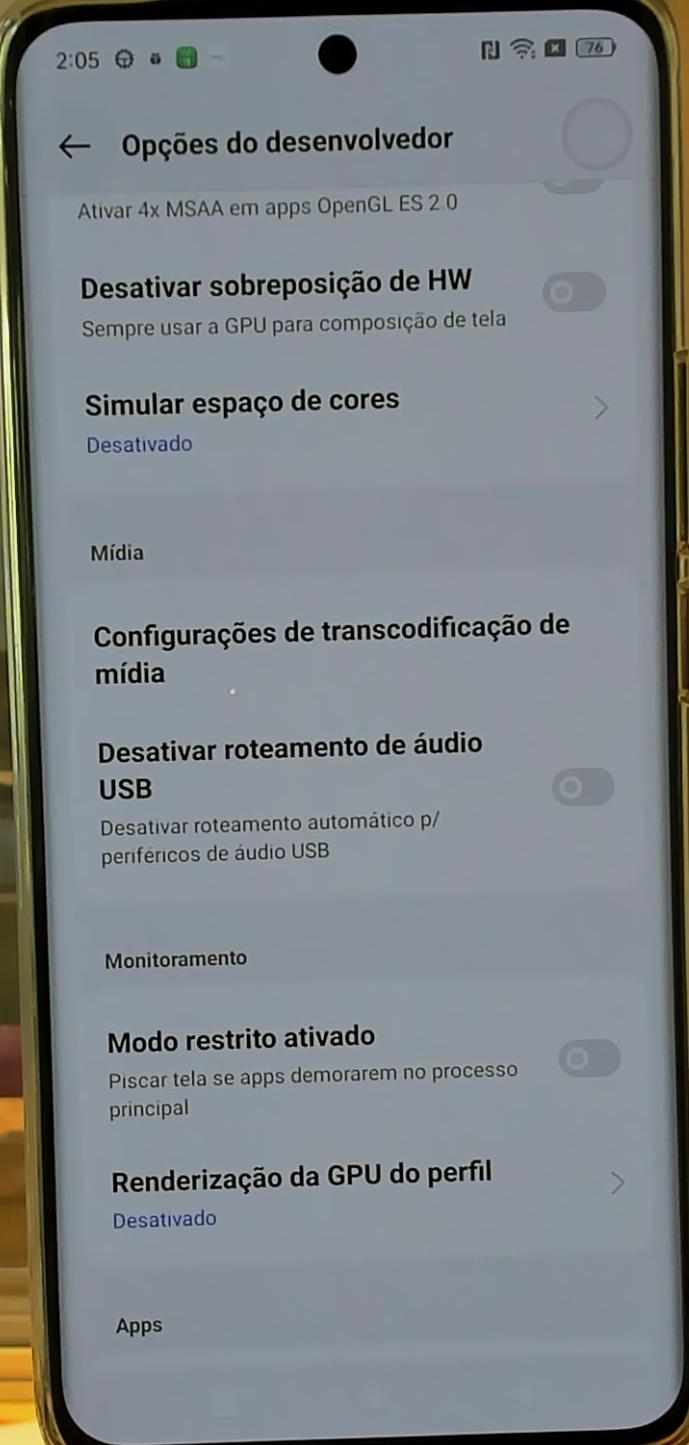 2:05
76
Opções do desenvolvedor
Ativar 4x MSAA em apps OpenGL ES 2.0
Desativar sobreposição de HW
Sempre usar a GPU para composição de tela
Simular espaço de cores
Desativado
Mídia
Configurações de transcodificação de
mídia
Desativar roteamento de áudio
USB
Desativar roteamento automático p/
periféricos de áudio USB
Monitoramento
Modo restrito ativado
Piscar tela se apps demorarem no processo
principal
Renderização da GPU do perfil
Desativado
Apps